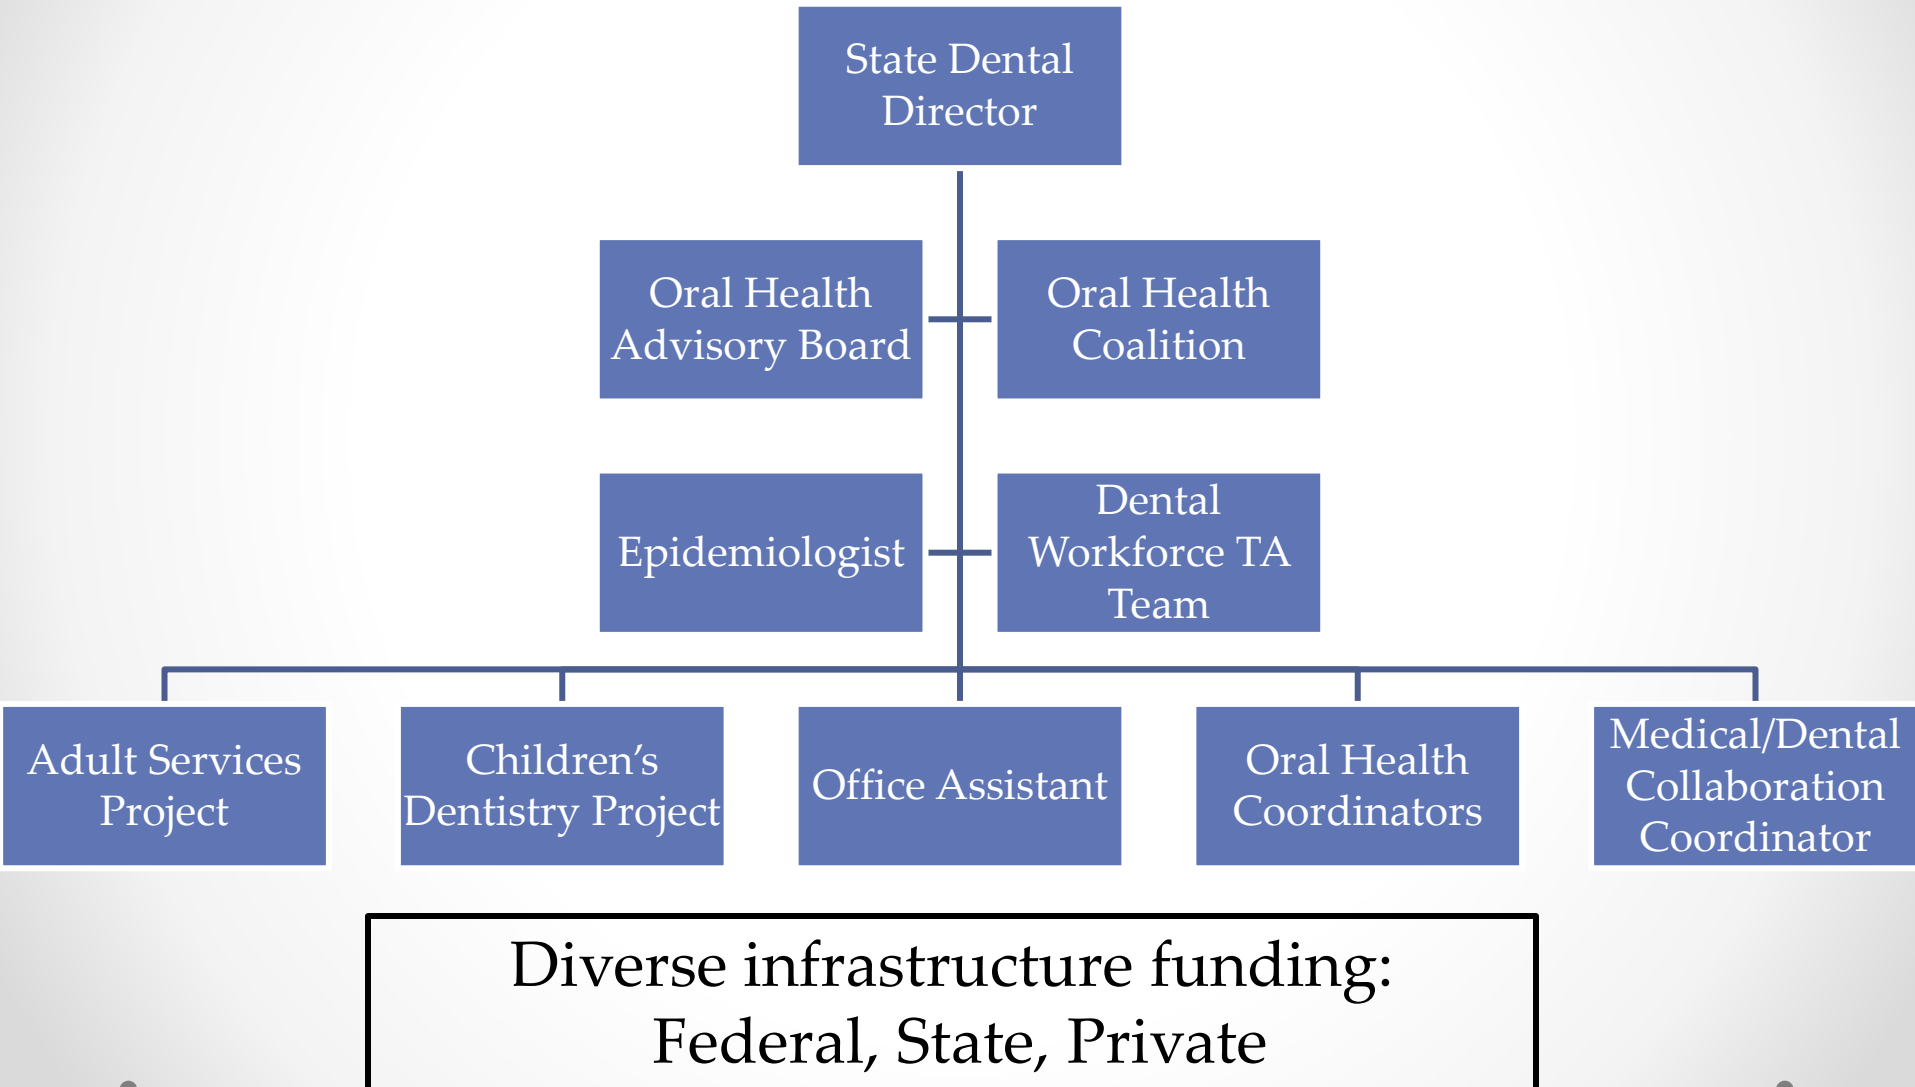 State Dental
Director
Oral Health
Advisory Board
Oral Health
Coalition
Epidemiologist
Dental
Workforce TA
Team
Adult Services
Project
Children’s
Dentistry Project
Office Assistant
Oral Health
Coordinators
Medical/Dental
Collaboration
Coordinator
Diverse infrastructure funding:
Federal, State, Private